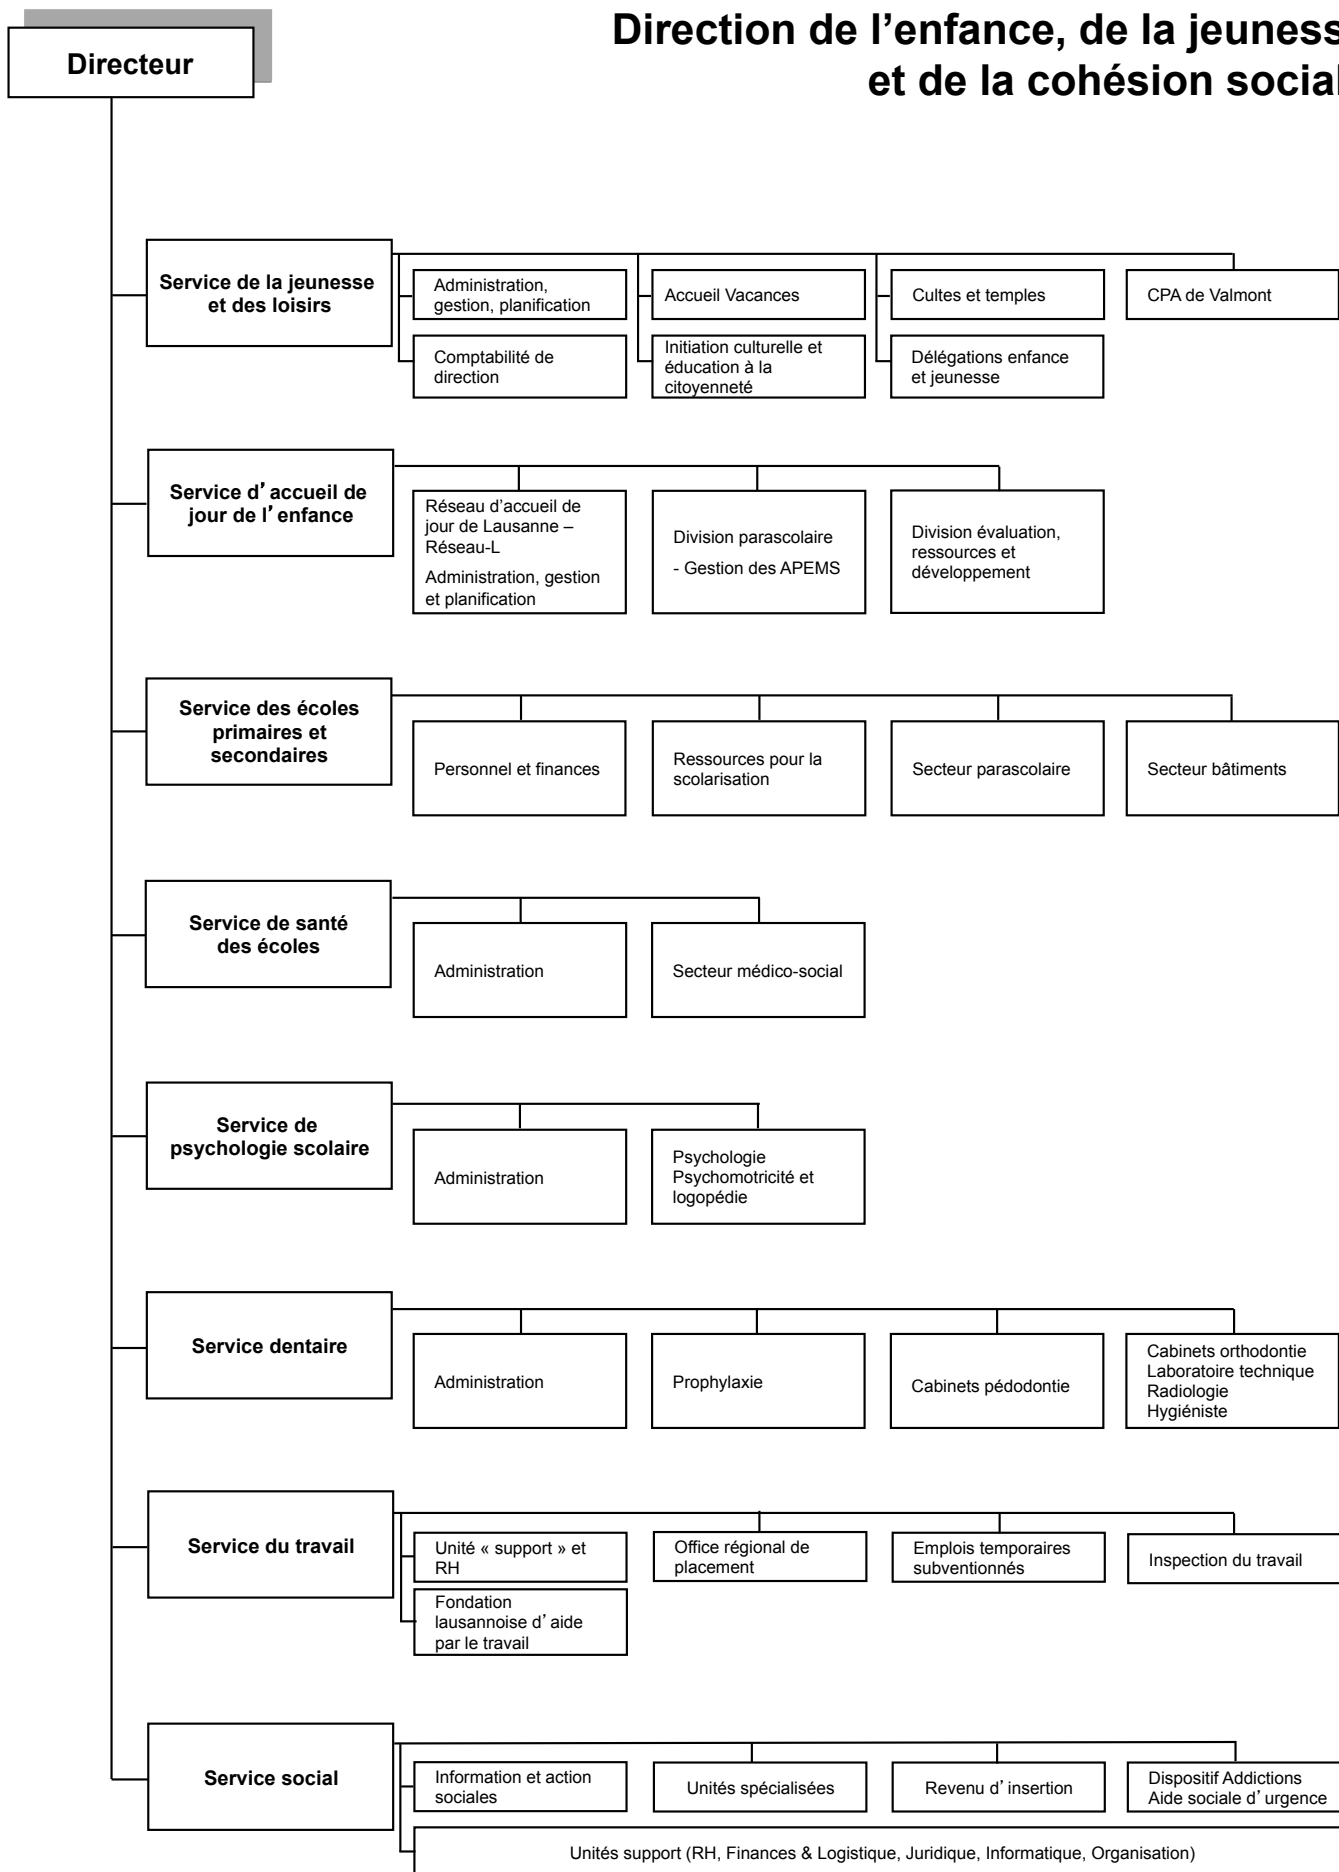 Directeur
Direction de l’enfance, de la jeuness
et de la cohésion social
Service de la jeunesse
et des loisirs
Administration,
gestion, planification
Accueil Vacances
Cultes et temples
CPA de Valmont
Comptabilité de
direction
Initiation culturelle et
éducation à la
citoyenneté
Délégations enfance
et jeunesse
Service d’accueil de
jour de l’enfance
Réseau d’accueil de
jour de Lausanne –
Réseau-L
Administration, gestion
et planification
Division parascolaire
- Gestion des APEMS
Division évaluation,
ressources et
développement
Service des écoles
primaires et
secondaires
Personnel et finances
Ressources pour la
scolarisation
Secteur parascolaire
Secteur bâtiments
Service de santé
des écoles
Administration
Secteur médico-social
Service de
psychologie scolaire
Administration
Psychologie
Psychomotricité et
logopédie
Service dentaire
Administration
Prophylaxie
Cabinets pédodontie
Cabinets orthodontie
Laboratoire technique
Radiologie
Hygiéniste
Service du travail
Unité « support » et
RH
Office régional de
placement
Emplois temporaires
subventionnés
Inspection du travail
Fondation
lausannoise d’aide
par le travail
Service social
Information et action
sociales
Unités spécialisées
Revenu d’insertion
Dispositif Addictions
Aide sociale d’urgence
Unités support (RH, Finances & Logistique, Juridique, Informatique, Organisation)